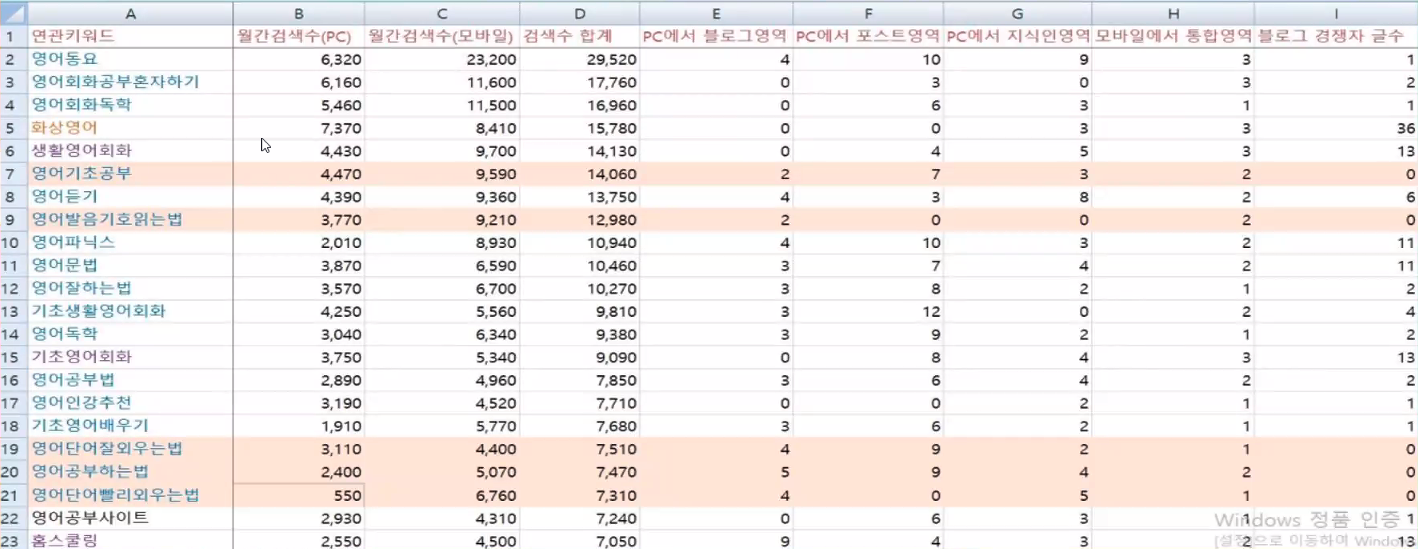 A B C D E F G H I
1 연관키워드 월간검색수(PC) 월간검색수(모바일) 검색수 합계 PC에서 블로그영역 PC에서 포스트영역 PC에서 지식인영역 모바일에서 통합영역 블로그 경쟁자 글수
2 영어동요 6,320 23,200 29,520 4 10 9 3 1
3 영어회화공부혼자하기 6,160 11,600 17,760 0 3 0 3 2
4 영어회화독학 5,460 11,500 16,960 0 6 3 1 1
5 화상영어 7,370 8,410 15,780 0 0 3 3 36
6 생활영어회화 4,430 9,700 14,130 0 4 5 3 13
7 영어기초공부 4,470 9,590 14,060 2 7 3 2 0
8 영어듣기 4,390 9,360 13,750 4 3 8 2 6
9 영어발음기호읽는법 3,770 9,210 12,980 2 0 0 2 0
10 영어파닉스 2,010 8,930 10,940 4 10 3 2 11
11 영어문법 3,870 6,590 10,460 3 7 4 2 11
12 영어잘하는법 3,570 6,700 10,270 3 8 2 1 2
13 기초생활영어회화 4,250 5,560 9,810 3 12 0 2 4
14 영어독학 3,040 6,340 9,380 3 9 2 1 2
15 기초영어회화 3,750 5,340 9,090 0 8 4 3 13
16 영어공부법 2,890 4,960 7,850 3 6 4 2 2
17 영어인강추천 3,190 4,520 7,710 0 0 2 1 1
18 기초영어배우기 1,910 5,770 7,680 3 6 2 1 1
19 영어단어잘외우는법 3,110 4,400 7,510 4 9 2 1 0
20 영어공부하는법 2,400 5,070 7,470 5 9 4 2 0
21 영어단어빨리외우는법 550 6,760 7,310 4 0 5 1 0
22 영어공부사이트 2,930 4,310 7,240 0 6 3 1 1
Windows 정품 인증
23 홈스쿨링 2,550 4,500 7,050 9 4 3 2 13
[설정]으로 이동하여 Windows